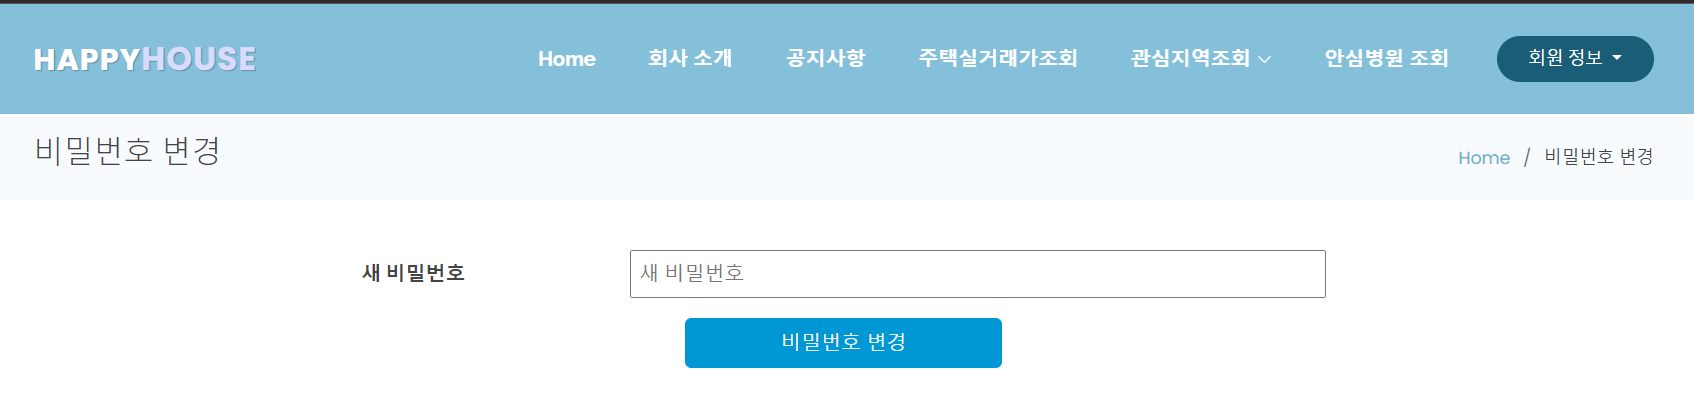 HAPPYHOUSE Home 회사 소개 공지사항 주택실거래가조회 관심지역조회 안심병원 조회 회원 정보
비밀번호 변경 Home / 비밀번호 변경
새 비밀번호 새 비밀번호
비밀번호 변경